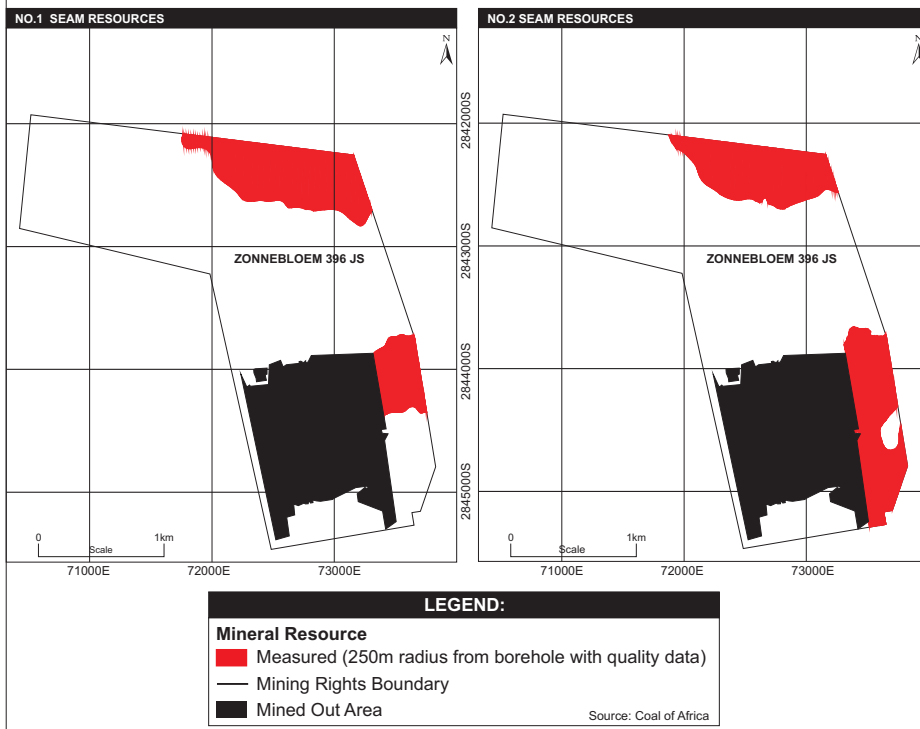 NO.1 SEAM RESOURCES
N
2842000S
2843000S
2844000S
2845000S
ZONNEBLOEM 396 JS
0
1km
Scale
71000E
72000E
73000E
NO.2 SEAM RESOURCES
N
ZONNEBLOEM 396 JS
0
1km
Scale
71000E
72000E
73000E
LEGEND:
Mineral Resource
Measured (250m radius from borehole with quality data)
Mining Rights Boundary
Mined Out Area
Source: Coal of Africa